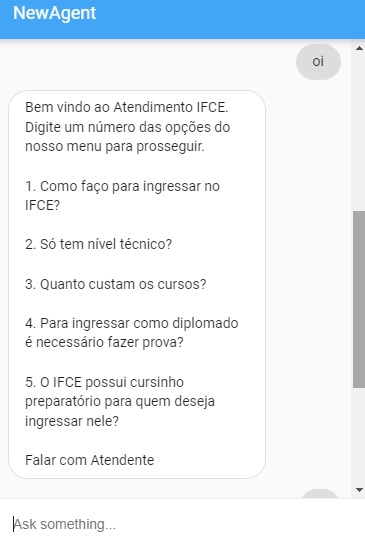 NewAgent
oi
Bem vindo ao Atendimento IFCE.
Digite um número das opções do
nosso menu para prosseguir.
1. Como faço para ingressar no
IFCE?
2. Só tem nível técnico?
3. Quanto custam os cursos?
4. Para ingressar como diplomado
é necessário fazer prova?
5. O IFCE possui cursinho
preparatório para quem deseja
ingressar nele?
Falar com Atendente
Ask something...